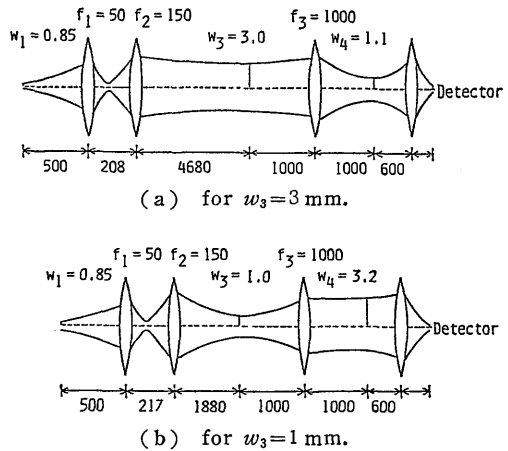 f₁=50 f₂=150 f₃=1000
w₁≈0.85 w₃=3.0 w₄=1.1
Detector
500 208 4680 1000 1000 600
(a) for w₃=3 mm.
f₁=50 f₂=150 f₃=1000
w₁=0.85 w₃=1.0 w₄=3.2
Detector
500 217 1880 1000 1000 600
(b) for w₃=1 mm.